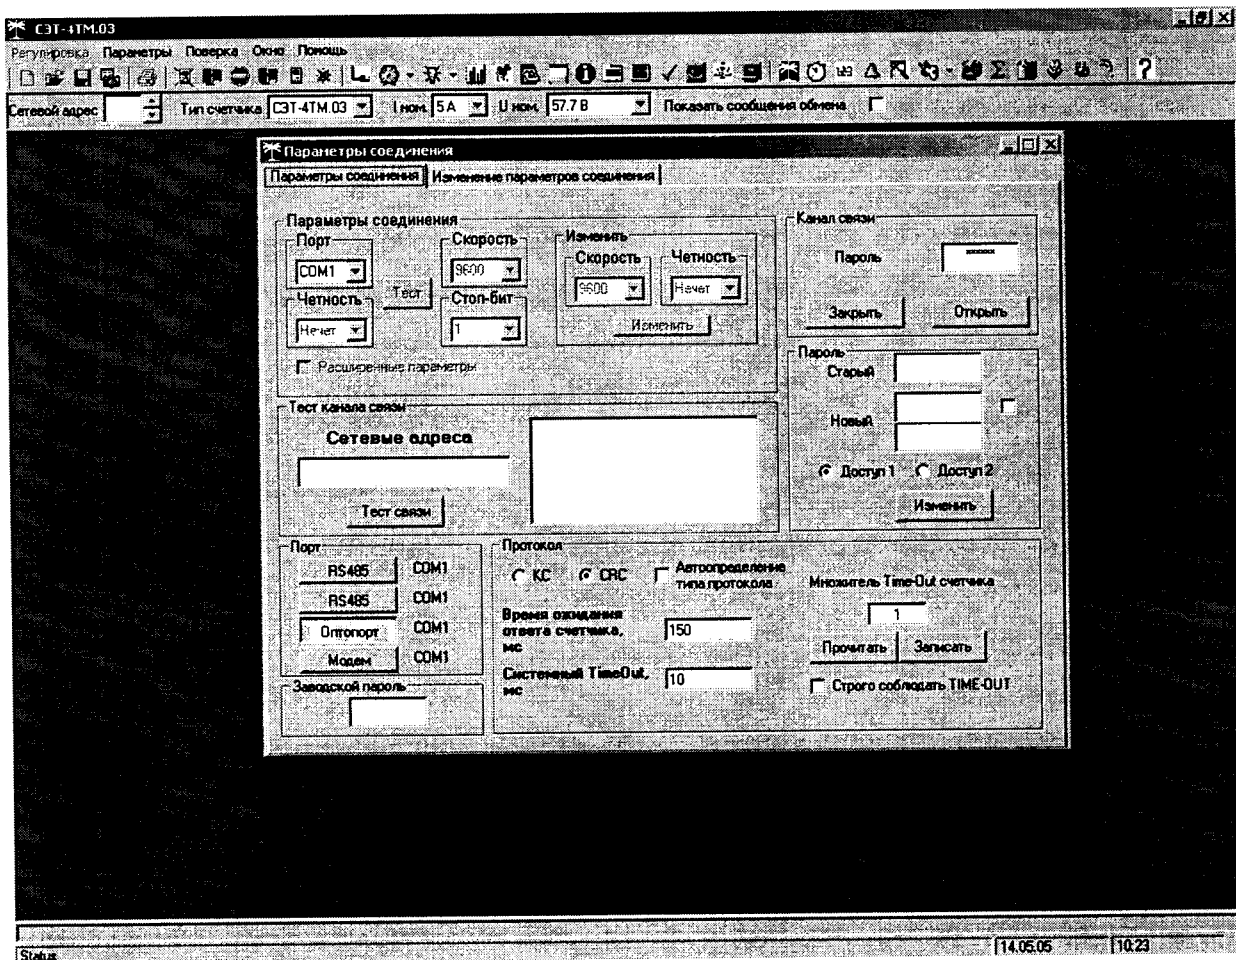 СЭТ-4ТМ.03
Регулировка Параметры Поверка Окно Помощь
Сетевой адрес Тип счетчика СЭТ-4ТМ.03 I ном. 5 А U ном. 57.7 В Показать сообщения обмена
Параметры соединения
Параметры соединения Изменение параметров соединения
Параметры соединения
Порт
COM1
Тест
Четность
Нечет
Скорость
9600
Стоп-бит
1
Изменить
Скорость
9600
Четность
Нечет
Изменить
Расширенные параметры
Канал связи
Пароль ******
Закрыть Открыть
Пароль
Старый
Новый
Доступ 1 Доступ 2
Изменить
Тест канала связи
Сетевые адреса
Тест связи
Порт
RS485 COM1
RS485 COM1
Оптопорт COM1
Модем COM1
Заводской пароль
Протокол
КС CRC Автоопределение типа протокола
Время ожидания
ответа счетчика,
мс
150
Системный TimeOut,
мс
10
Множитель Time-Out счетчика
1
Прочитать Записать
Строго соблюдать TIME-OUT
Status 14.05.05 10:23